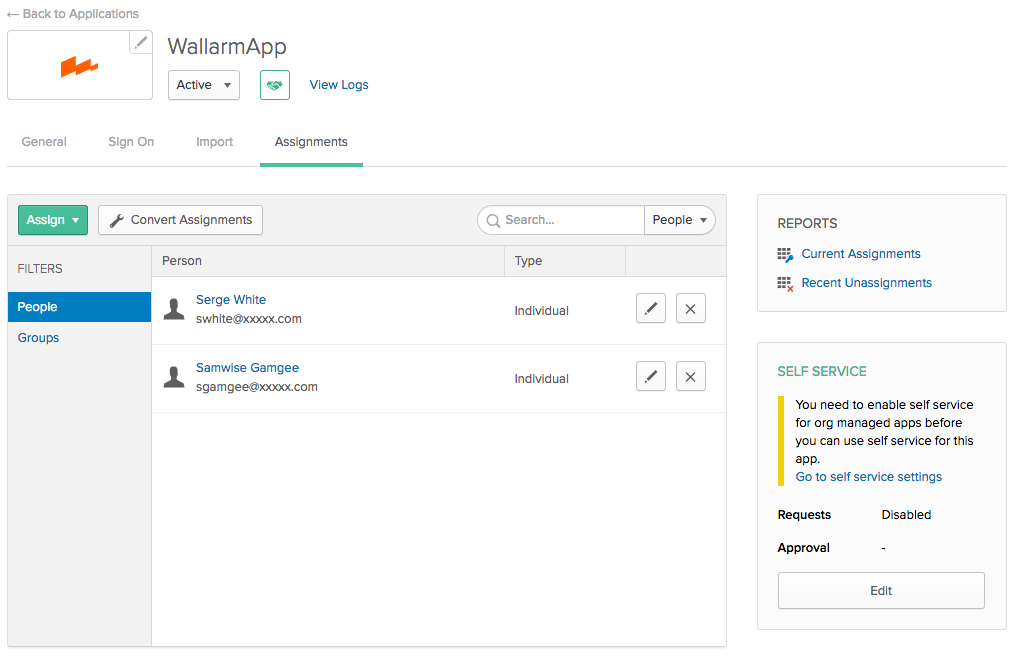 ← Back to Applications
WallarmApp
Active
View Logs
General
Sign On
Import
Assignments
Assign
Convert Assignments
Search...
People
FILTERS
People
Groups
Person
Type
Serge White
swhite@xxxxx.com
Individual
Samwise Gamgee
sgamgee@xxxxx.com
Individual
REPORTS
Current Assignments
Recent Unassignments
SELF SERVICE
You need to enable self service
for org managed apps before
you can use self service for this
app.
Go to self service settings
Requests Disabled
Approval -
Edit